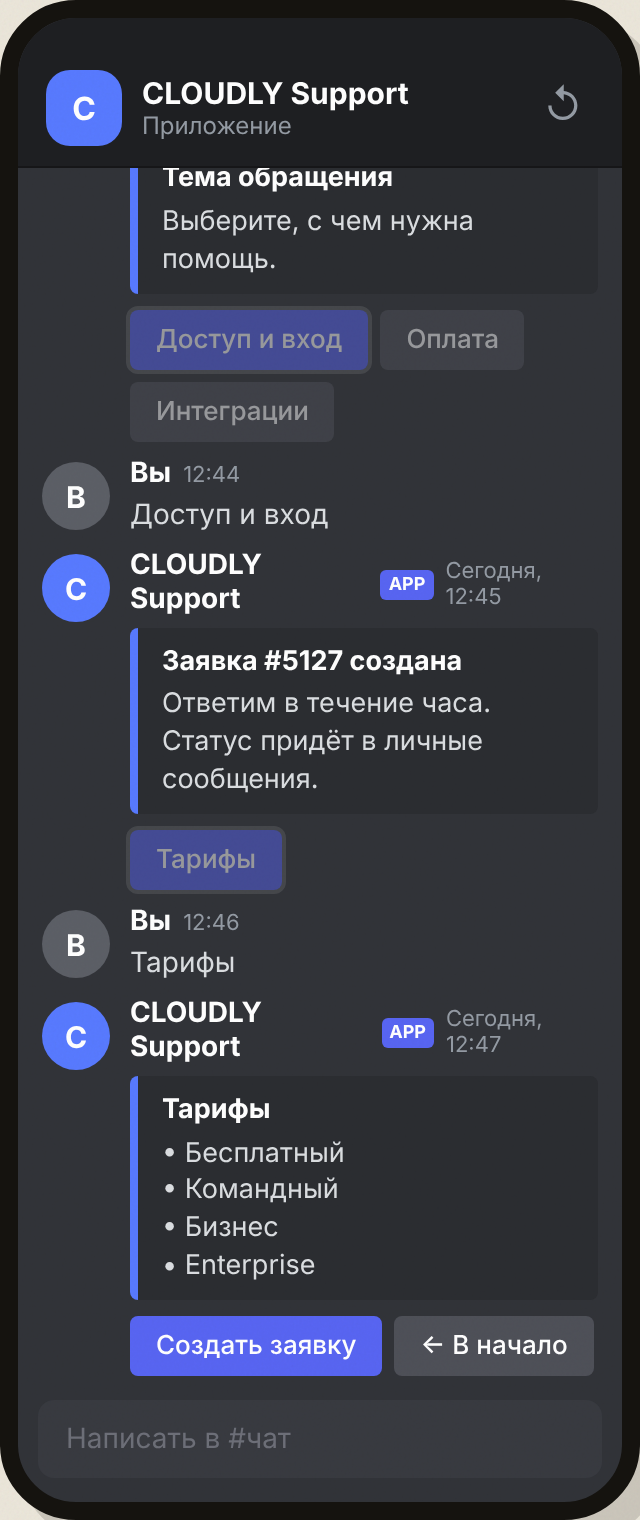 C
CLOUDLY Support
Приложение
Тема обращения
Выберите, с чем нужна
помощь.
Доступ и вход
Оплата
Интеграции
В
Вы 12:44
Доступ и вход
C
CLOUDLY
Support
APP
Сегодня,
12:45
Заявка #5127 создана
Ответим в течение часа.
Статус придёт в личные
сообщения.
Тарифы
В
Вы 12:46
Тарифы
C
CLOUDLY
Support
APP
Сегодня,
12:47
Тарифы
• Бесплатный
• Командный
• Бизнес
• Enterprise
Создать заявку
← В начало
Написать в #чат